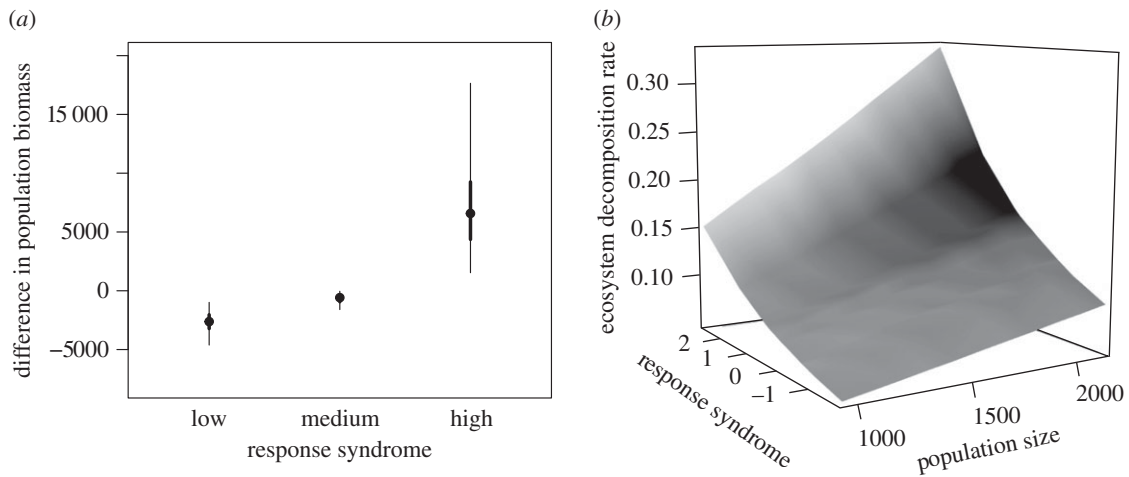 (a)
difference in population biomass
15 000
5000
0
−5000
low medium high
response syndrome
(b)
ecosystem decomposition rate
0.30
0.25
0.20
0.15
0.10
2
1
0
−1
response syndrome
1000
1500
2000
population size